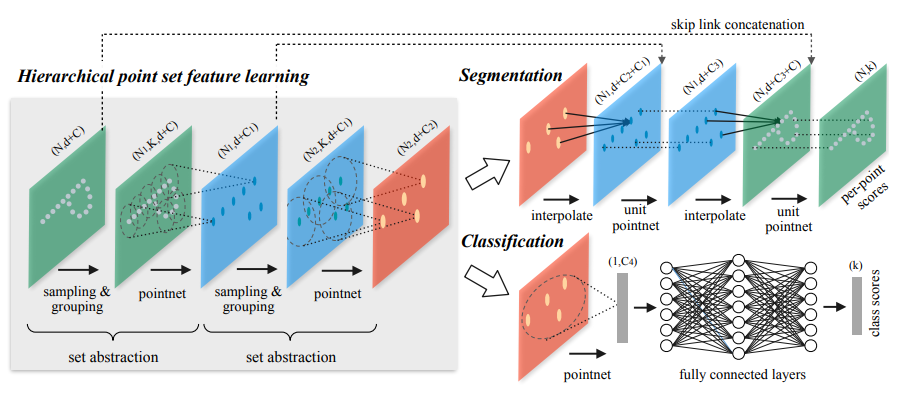 skip link concatenation
Hierarchical point set feature learning
(N,d+C)
(N₁,K,d+C)
(N₁,d+C₁)
(N₂,K,d+C₁)
(N₂,d+C₂)
sampling &
grouping
pointnet
sampling &
grouping
pointnet
set abstraction
set abstraction
Segmentation
(N₁,d+C₂+C₁)
(N₁,d+C₃)
(N,d+C₃+C)
(N,k)
interpolate
unit
pointnet
interpolate
unit
pointnet
per-point
scores
Classification
(1,C₄)
pointnet
fully connected layers
(k)
class scores